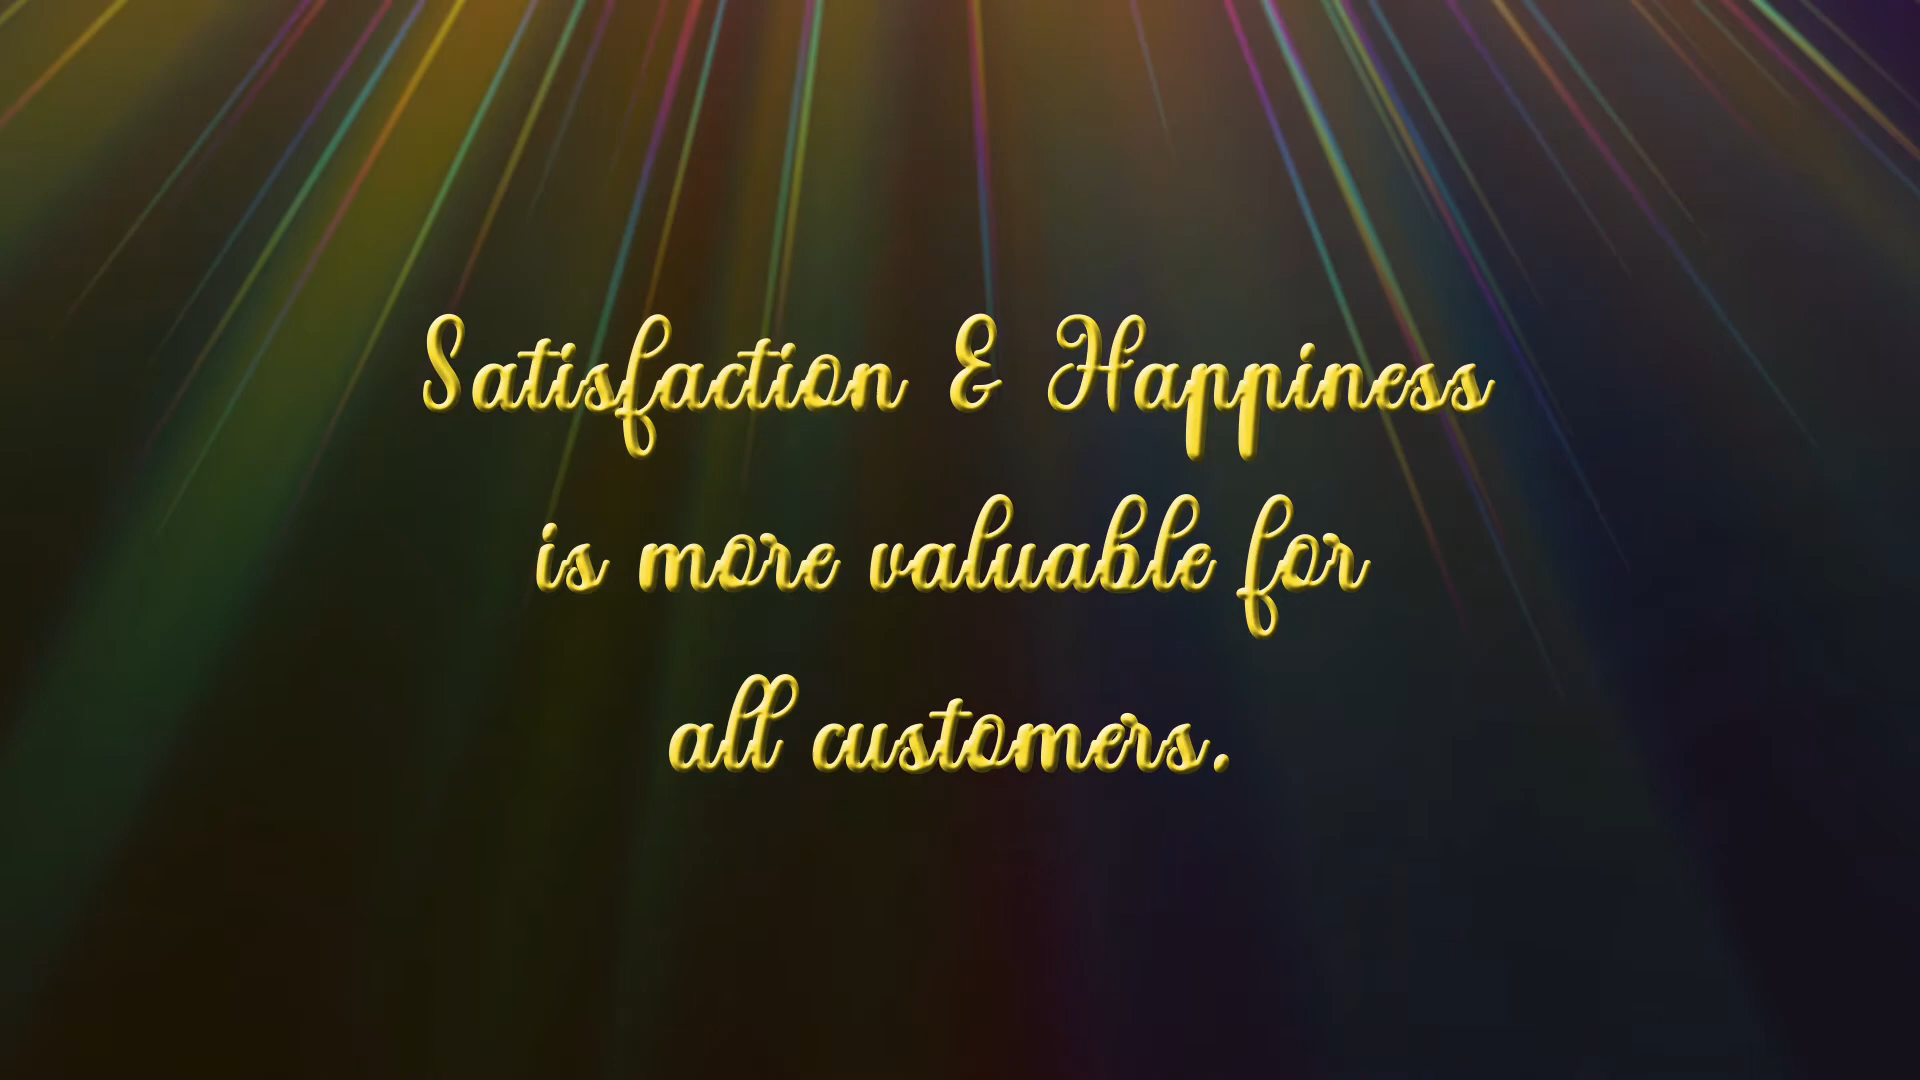 Satisfaction & Happiness
is more valuable for
all customers.